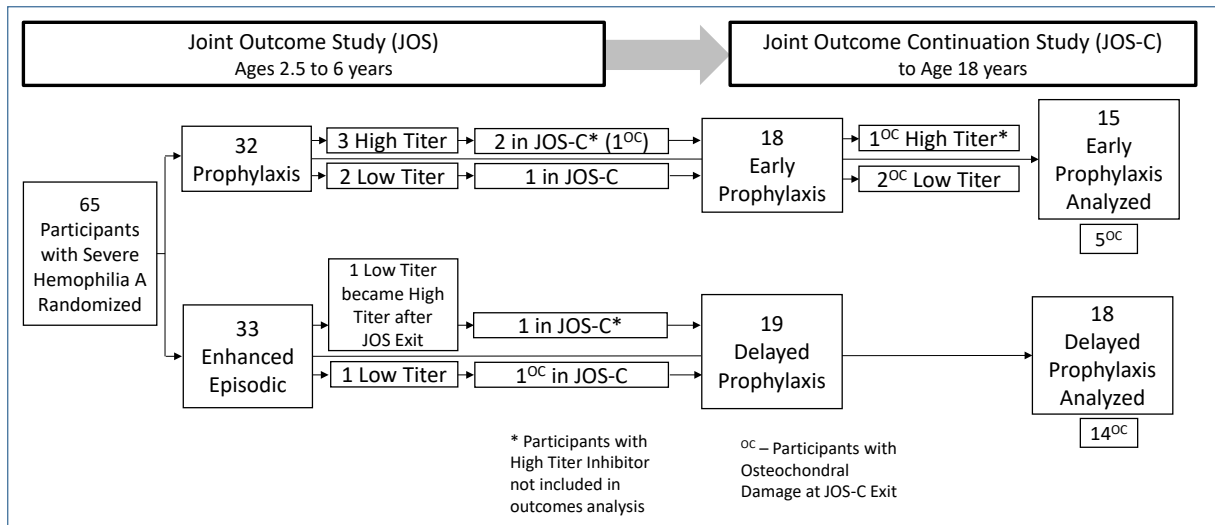 Joint Outcome Study (JOS)
Ages 2.5 to 6 years
Joint Outcome Continuation Study (JOS-C)
to Age 18 years
65
Participants
with Severe
Hemophilia A
Randomized
32
Prophylaxis
3 High Titer
2 in JOS-C* (1ᴼᶜ)
2 Low Titer
1 in JOS-C
18
Early
Prophylaxis
1ᴼᶜ High Titer*
2ᴼᶜ Low Titer
15
Early
Prophylaxis
Analyzed
5ᴼᶜ
33
Enhanced
Episodic
1 Low Titer
became High
Titer after
JOS Exit
1 in JOS-C*
1 Low Titer
1ᴼᶜ in JOS-C
19
Delayed
Prophylaxis
18
Delayed
Prophylaxis
Analyzed
14ᴼᶜ
* Participants with
High Titer Inhibitor
not included in
outcomes analysis
ᴼᶜ – Participants with
Osteochondral
Damage at JOS-C Exit